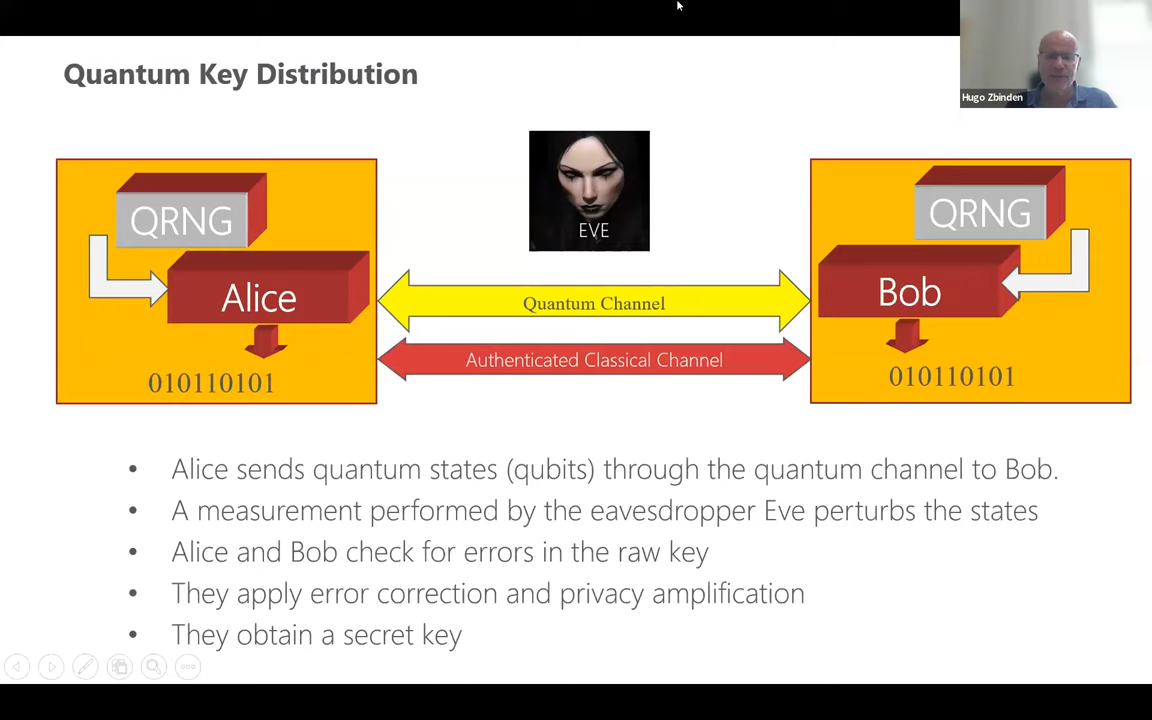 Quantum Key Distribution
Hugo Zbinden
QRNG
Alice
010110101
EVE
Quantum Channel
Authenticated Classical Channel
QRNG
Bob
010110101
• Alice sends quantum states (qubits) through the quantum channel to Bob.
• A measurement performed by the eavesdropper Eve perturbs the states
• Alice and Bob check for errors in the raw key
• They apply error correction and privacy amplification
• They obtain a secret key